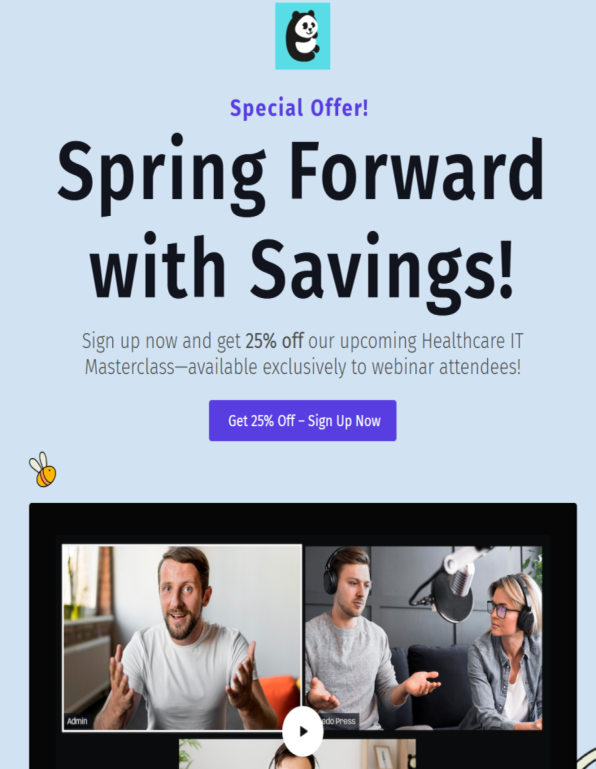 Special Offer!
Spring Forward
with Savings!
Sign up now and get 25% off our upcoming Healthcare IT
Masterclass—available exclusively to webinar attendees!
Get 25% Off – Sign Up Now
Admin
Press